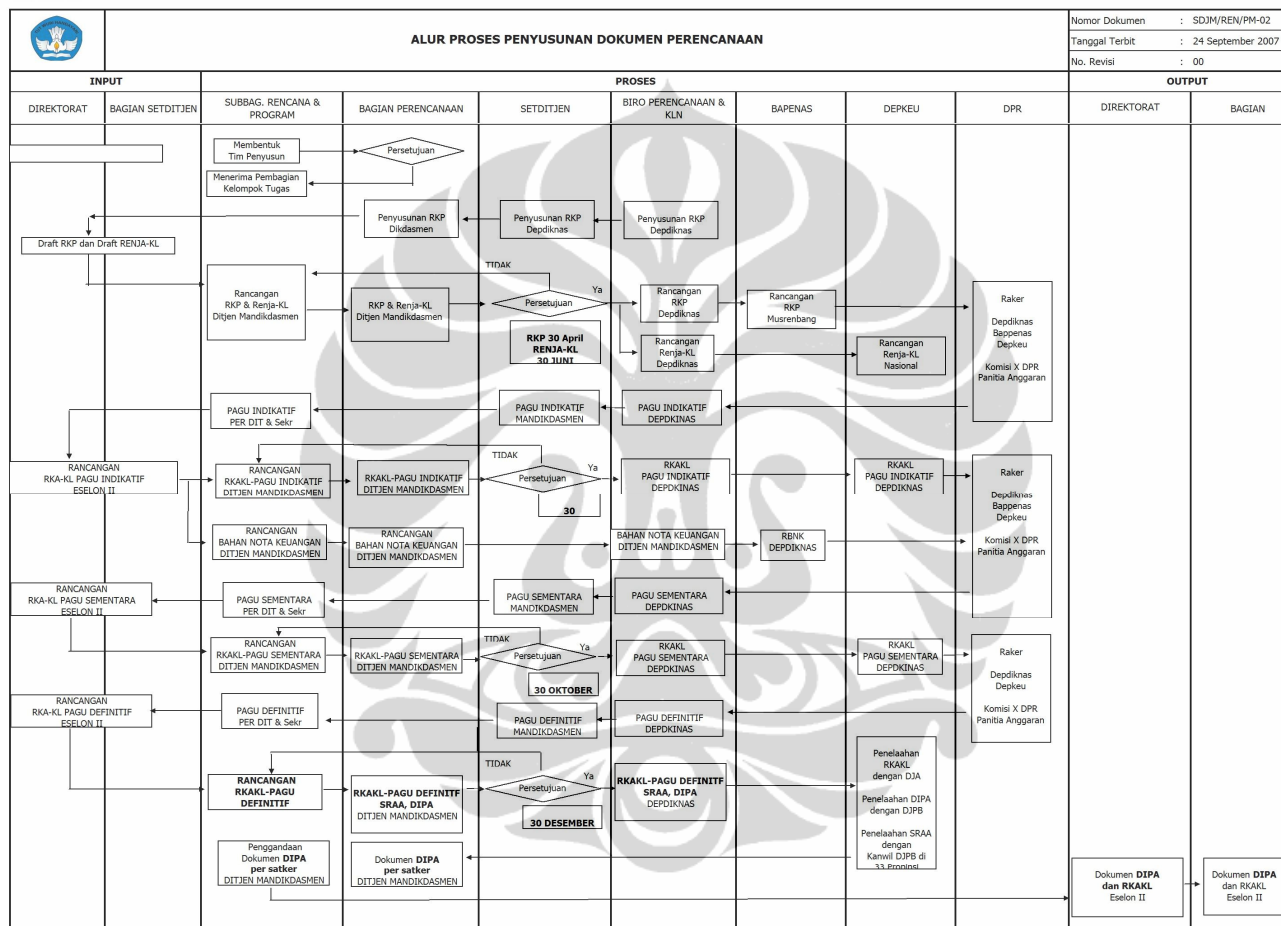 ALUR PROSES PENYUSUNAN DOKUMEN PERENCANAAN
Nomor Dokumen : SDJM/REN/PM-02
Tanggal Terbit : 24 September 2007
No. Revisi : 00
INPUT
PROSES
OUTPUT
DIREKTORAT
BAGIAN SETDITJEN
SUBBAG. RENCANA &
PROGRAM
BAGIAN PERENCANAAN
SETDITJEN
BIRO PERENCANAAN &
KLN
BAPENAS
DEPKEU
DPR
DIREKTORAT
BAGIAN
Membentuk
Tim Penyusun
Persetujuan
Menerima Pembagian
Kelompok Tugas
Penyusunan RKP
Dikdasmen
Penyusunan RKP
Depdiknas
Penyusunan RKP
Depdiknas
Draft RKP dan Draft RENJA-KL
TIDAK
Rancangan
RKP & Renja-KL
Ditjen Mandikdasmen
RKP & Renja-KL
Ditjen Mandikdasmen
Persetujuan
Ya
Rancangan
RKP
Depdiknas
Rancangan
RKP
Musrenbang
Raker
Depdiknas
Bappenas
Depkeu
Komisi X DPR
Panitia Anggaran
RKP 30 April
RENJA-KL
30 JUNI
Rancangan
Renja-KL
Depdiknas
Rancangan
Renja-KL
Nasional
PAGU INDIKATIF
PER DIT & Sekr
PAGU INDIKATIF
MANDIKDASMEN
PAGU INDIKATIF
DEPDKINAS
TIDAK
RANCANGAN
RKA-KL PAGU INDIKATIF
ESELON II
RANCANGAN
RKAKL-PAGU INDIKATIF
DITJEN MANDIKDASMEN
RKAKL-PAGU INDIKATIF
DITJEN MANDIKDASMEN
Persetujuan
Ya
RKAKL
PAGU INDIKATIF
DEPDKINAS
RKAKL
PAGU INDIKATIF
DEPDIKNAS
Raker
Depdiknas
Bappenas
Depkeu
Komisi X DPR
Panitia Anggaran
30
RANCANGAN
BAHAN NOTA KEUANGAN
DITJEN MANDIKDASMEN
RANCANGAN
BAHAN NOTA KEUANGAN
DITJEN MANDIKDASMEN
BAHAN NOTA KEUANGAN
DITJEN MANDIKDASMEN
RBNK
DEPDIKNAS
RANCANGAN
RKA-KL PAGU SEMENTARA
ESELON II
PAGU SEMENTARA
PER DIT & Sekr
PAGU SEMENTARA
MANDIKDASMEN
PAGU SEMENTARA
DEPDKINAS
TIDAK
RANCANGAN
RKAKL-PAGU SEMENTARA
DITJEN MANDIKDASMEN
RKAKL-PAGU SEMENTARA
DITJEN MANDIKDASMEN
Persetujuan
Ya
RKAKL
PAGU SEMENTARA
DEPDKINAS
RKAKL
PAGU SEMENTARA
DEPDKINAS
Raker
Depdiknas
Depkeu
Komisi X DPR
Panitia Anggaran
30 OKTOBER
RANCANGAN
RKA-KL PAGU DEFINITIF
ESELON II
PAGU DEFINITIF
PER DIT & Sekr
PAGU DEFINITIF
MANDIKDASMEN
PAGU DEFINITIF
DEPDKINAS
TIDAK
RANCANGAN
RKAKL-PAGU
DEFINITIF
RKAKL-PAGU DEFINITF
SRAA, DIPA
DITJEN MANDIKDASMEN
Persetujuan
Ya
RKAKL-PAGU DEFINITF
SRAA, DIPA
DEPDIKNAS
Penelaahan
RKAKL
dengan DJA
Penelaahan DIPA
dengan DJPB
Penelaahan SRAA
dengan
Kanwil DJPB di
33 Propinsi
30 DESEMBER
Penggandaan
Dokumen DIPA
per satker
DITJEN MANDIKDASMEN
Dokumen DIPA
per satker
DITJEN MANDIKDASMEN
Dokumen DIPA
dan RKAKL
Eselon II
Dokumen DIPA
dan RKAKL
Eselon II